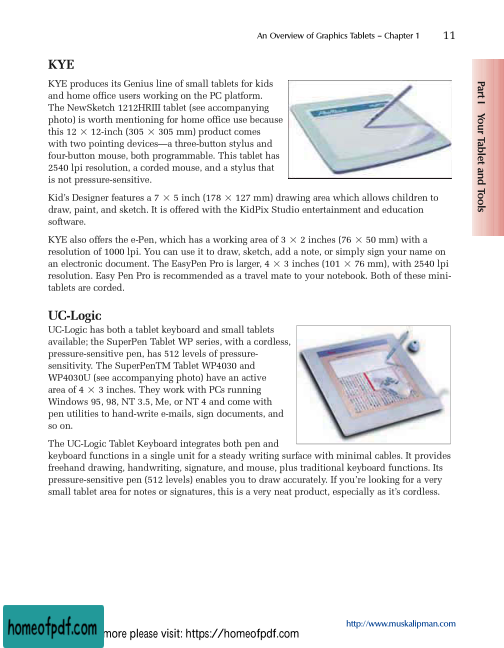 An Overview of Graphics Tablets – Chapter 1 11
KYE
KYE produces its Genius line of small tablets for kids
and home office users working on the PC platform.
The NewSketch 1212HRIII tablet (see accompanying
photo) is worth mentioning for home office use because
this 12 × 12-inch (305 × 305 mm) product comes
with two pointing devices—a three-button stylus and
four-button mouse, both programmable. This tablet has
2540 lpi resolution, a corded mouse, and a stylus that
is not pressure-sensitive.
Kid's Designer features a 7 × 5 inch (178 × 127 mm) drawing area which allows children to
draw, paint, and sketch. It is offered with the KidPix Studio entertainment and education
software.
KYE also offers the e-Pen, which has a working area of 3 × 2 inches (76 × 50 mm) with a
resolution of 1000 lpi. You can use it to draw, sketch, add a note, or simply sign your name on
an electronic document. The EasyPen Pro is larger, 4 × 3 inches (101 × 76 mm), with 2540 lpi
resolution. Easy Pen Pro is recommended as a travel mate to your notebook. Both of these mini-
tablets are corded.
UC-Logic
UC-Logic has both a tablet keyboard and small tablets
available; the SuperPen Tablet WP series, with a cordless,
pressure-sensitive pen, has 512 levels of pressure-
sensitivity. The SuperPenTM Tablet WP4030 and
WP4030U (see accompanying photo) have an active
area of 4 × 3 inches. They work with PCs running
Windows 95, 98, NT 3.5, Me, or NT 4 and come with
pen utilities to hand-write e-mails, sign documents, and
so on.
The UC-Logic Tablet Keyboard integrates both pen and
keyboard functions in a single unit for a steady writing surface with minimal cables. It provides
freehand drawing, handwriting, signature, and mouse, plus traditional keyboard functions. Its
pressure-sensitive pen (512 levels) enables you to draw accurately. If you're looking for a very
small tablet area for notes or signatures, this is a very neat product, especially as it's cordless.
Part I Your Tablet and Tools
http://www.muskalipman.com
homeofpdf.com
more please visit: https://homeofpdf.com